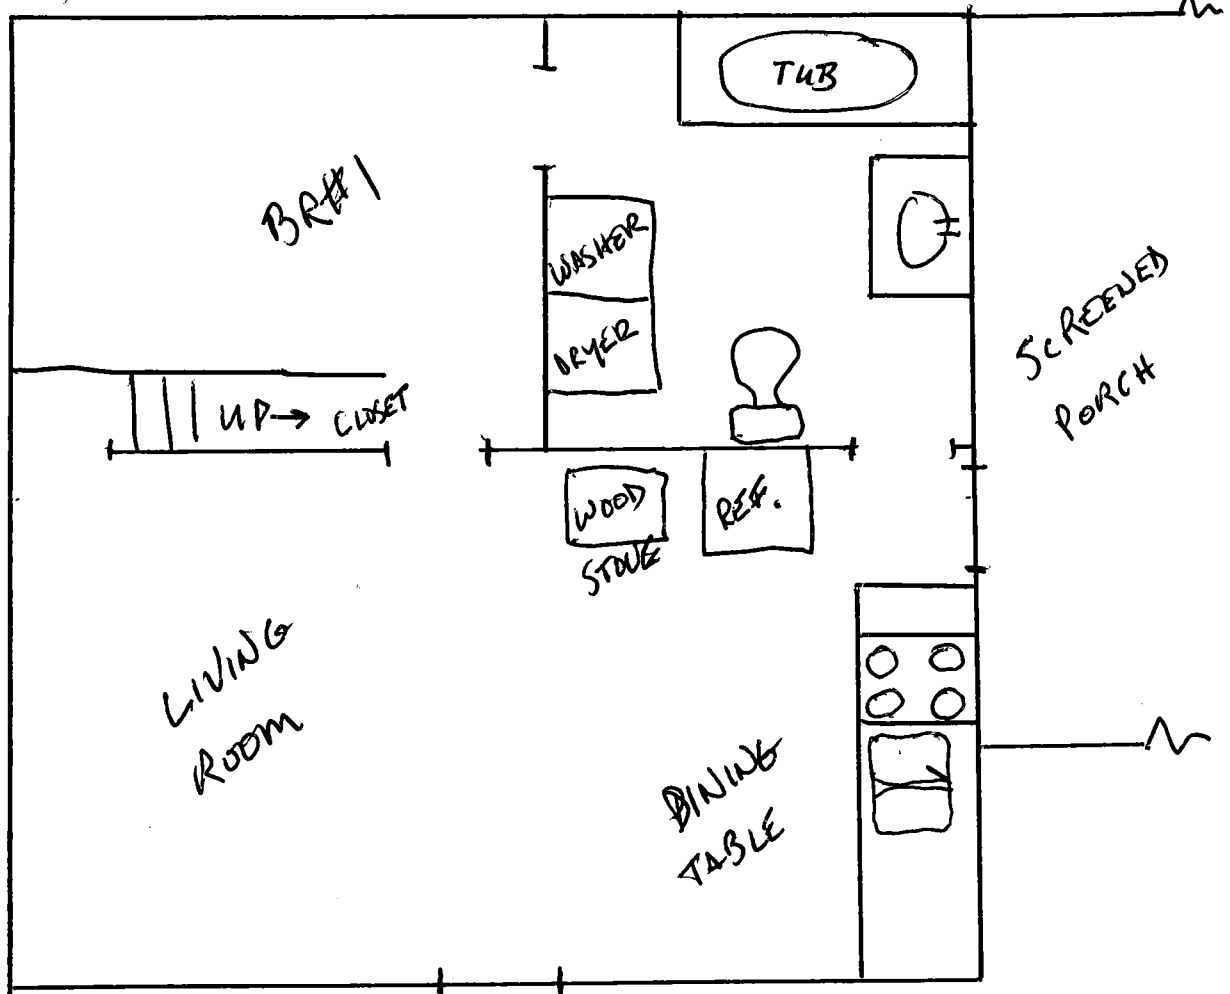 TUB
BR#1
WASHER
DRYER
SCREENED
PORCH
UP→ CLOSET
WOOD
STOVE
REF.
LIVING
ROOM
DINING
TABLE